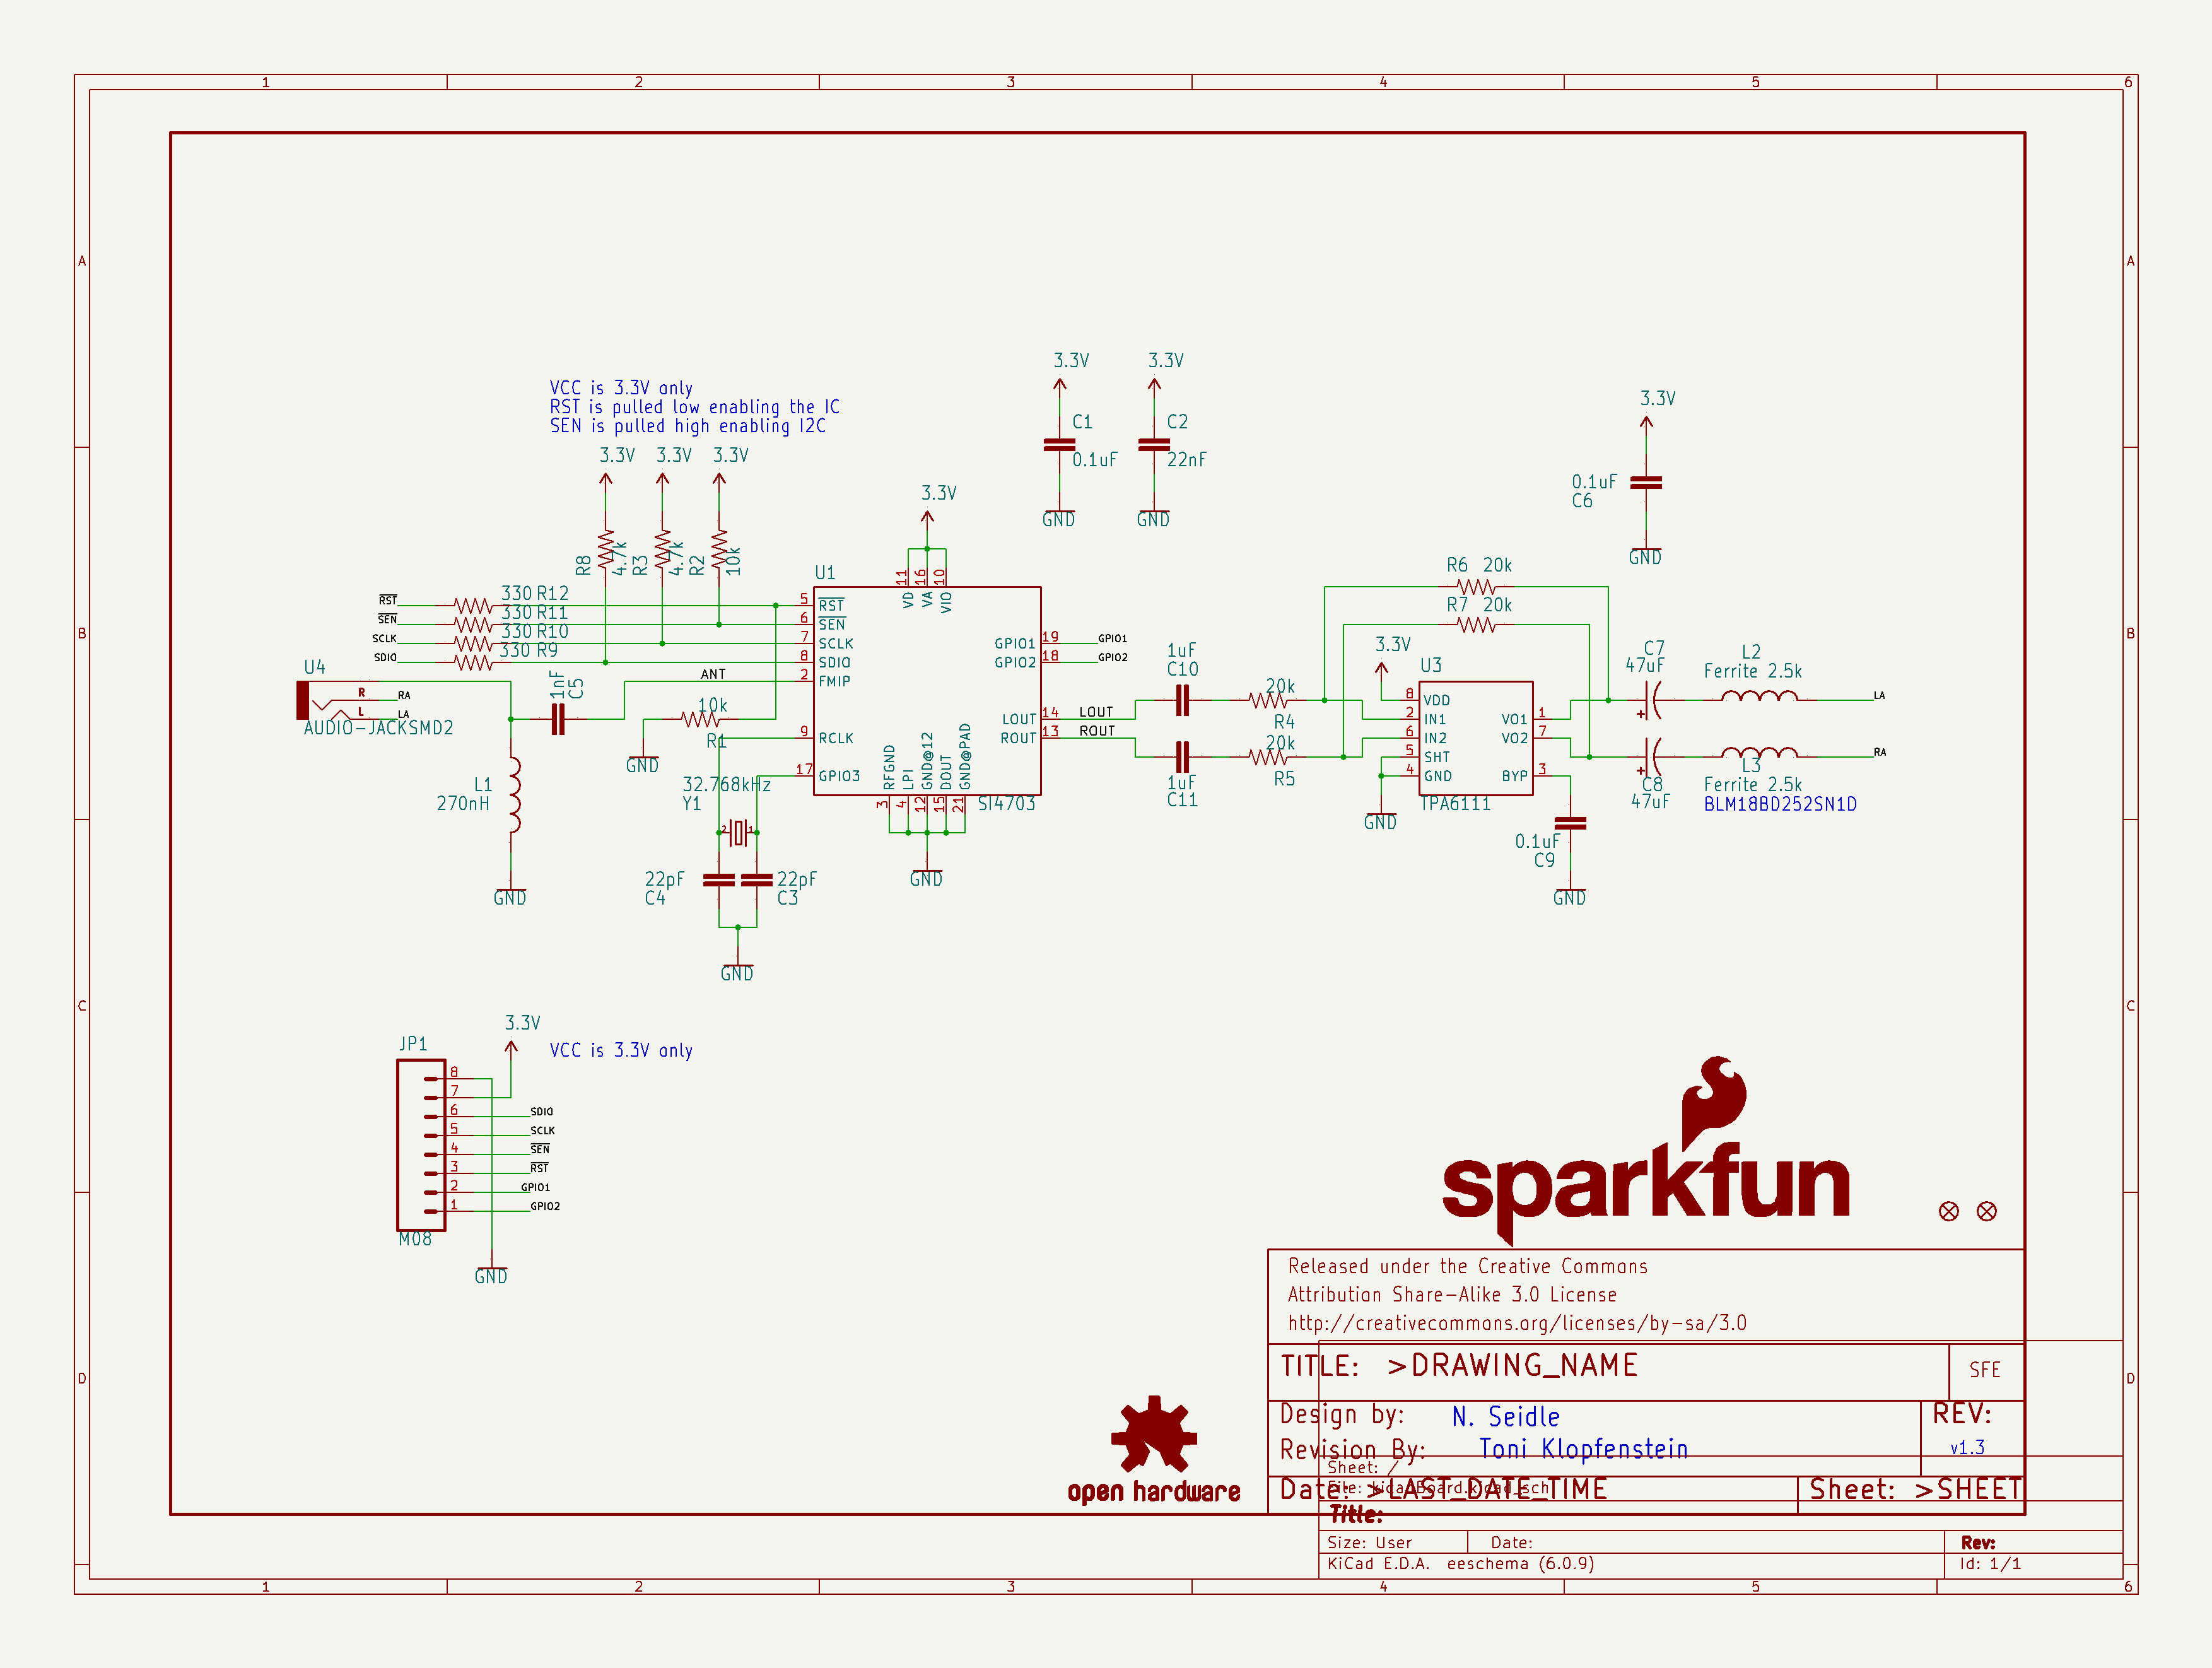 1 2 3 4 5 6
A A
3.3V 3.3V
VCC is 3.3V only
RST is pulled low enabling the IC
SEN is pulled high enabling I2C
C1 C2
0.1uF 22nF
GND GND
3.3V
0.1uF
C6
GND
3.3V 3.3V 3.3V
R8 4.7k R3 4.7k R2 10k
3.3V
U1
11 16 10
VD VA VIO
B B
RST 330 R12 5 RST
SEN 330 R11 6 SEN
SCLK 330 R10 7 SCLK
SDIO 330 R9 8 SDIO
ANT 2 FMIP
9 RCLK
17 GPIO3
GPIO1 19 GPIO1
GPIO2 18 GPIO2
LOUT 14 LOUT
ROUT 13 ROUT
RFGND LPI GND@12 DOUT GND@PAD
3 4 12 15 21
SI4703
GND
U4
R RA
L LA
AUDIO-JACKSMD2
1nF
C5
10k
R1
GND
L1
270nH
GND
32.768kHz
Y1
2 1
22pF
C4
22pF
C3
GND
1uF
C10
20k
R4
20k
R5
1uF
C11
R6 20k
R7 20k
3.3V
U3
8 VDD
2 IN1
6 IN2
5 SHT
4 GND
VO1 1
VO2 7
BYP 3
TPA6111
GND
0.1uF
C9
GND
C7
47uF
L2
Ferrite 2.5k
LA
RA
C8
47uF
L3
Ferrite 2.5k
BLM18BD252SN1D
C C
3.3V
JP1
VCC is 3.3V only
8
7
6 SDIO
5 SCLK
4 SEN
3 RST
2 GPIO1
1 GPIO2
M08
GND
sparkfun
Released under the Creative Commons
Attribution Share-Alike 3.0 License
http://creativecommons.org/licenses/by-sa/3.0
D D
TITLE: >DRAWING_NAME SFE
Design by: N. Seidle REV:
Revision By: Toni Klopfenstein v1.3
Sheet: /
Date: >LAST_DATE_TIME Sheet: >SHEET
File: kicadBoard.kicad_sch
open hardware
Title:
Size: User Date: Rev:
KiCad E.D.A. eeschema (6.0.9) Id: 1/1
1 2 3 4 5 6